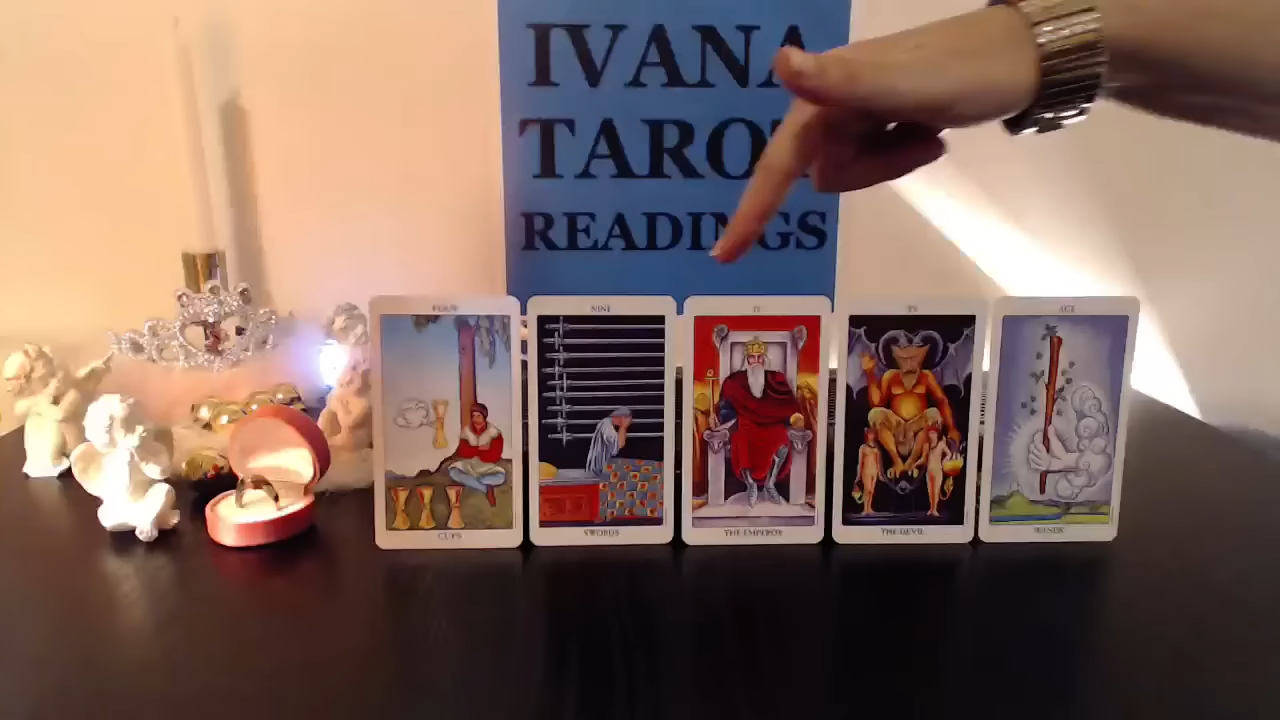 IVANA
TAROT
READINGS
FOUR
NINE
IV
XV
ACE
CUPS
SWORDS
THE EMPEROR
THE DEVIL
WANDS